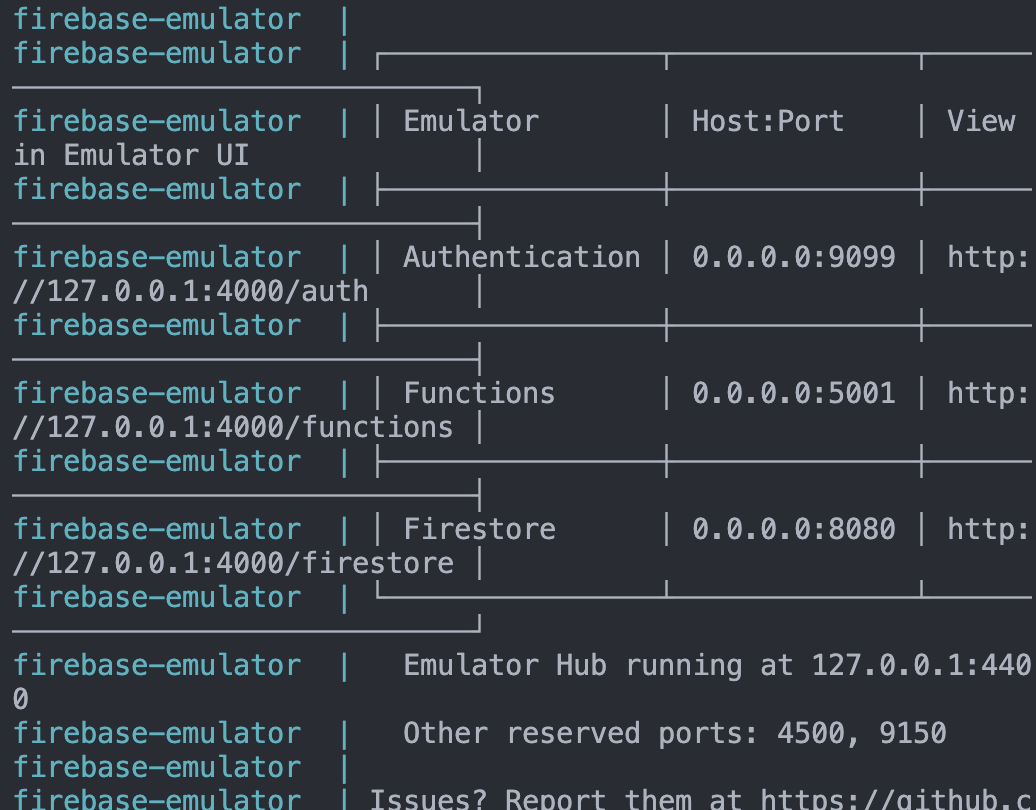 firebase-emulator  |
firebase-emulator  | ┌────────────────┬──────────────┬──────
───────────────────────────┐
firebase-emulator  | │ Emulator       │ Host:Port    │ View
in Emulator UI             │
firebase-emulator  | ├────────────────┼──────────────┼──────
───────────────────────────┤
firebase-emulator  | │ Authentication │ 0.0.0.0:9099 │ http:
//127.0.0.1:4000/auth      │
firebase-emulator  | ├────────────────┼──────────────┼──────
───────────────────────────┤
firebase-emulator  | │ Functions      │ 0.0.0.0:5001 │ http:
//127.0.0.1:4000/functions │
firebase-emulator  | ├────────────────┼──────────────┼──────
───────────────────────────┤
firebase-emulator  | │ Firestore      │ 0.0.0.0:8080 │ http:
//127.0.0.1:4000/firestore │
firebase-emulator  | └────────────────┴──────────────┴──────
───────────────────────────┘
firebase-emulator  |   Emulator Hub running at 127.0.0.1:440
0
firebase-emulator  |   Other reserved ports: 4500, 9150
firebase-emulator  |
firebase-emulator  | Issues? Report them at https://github.c